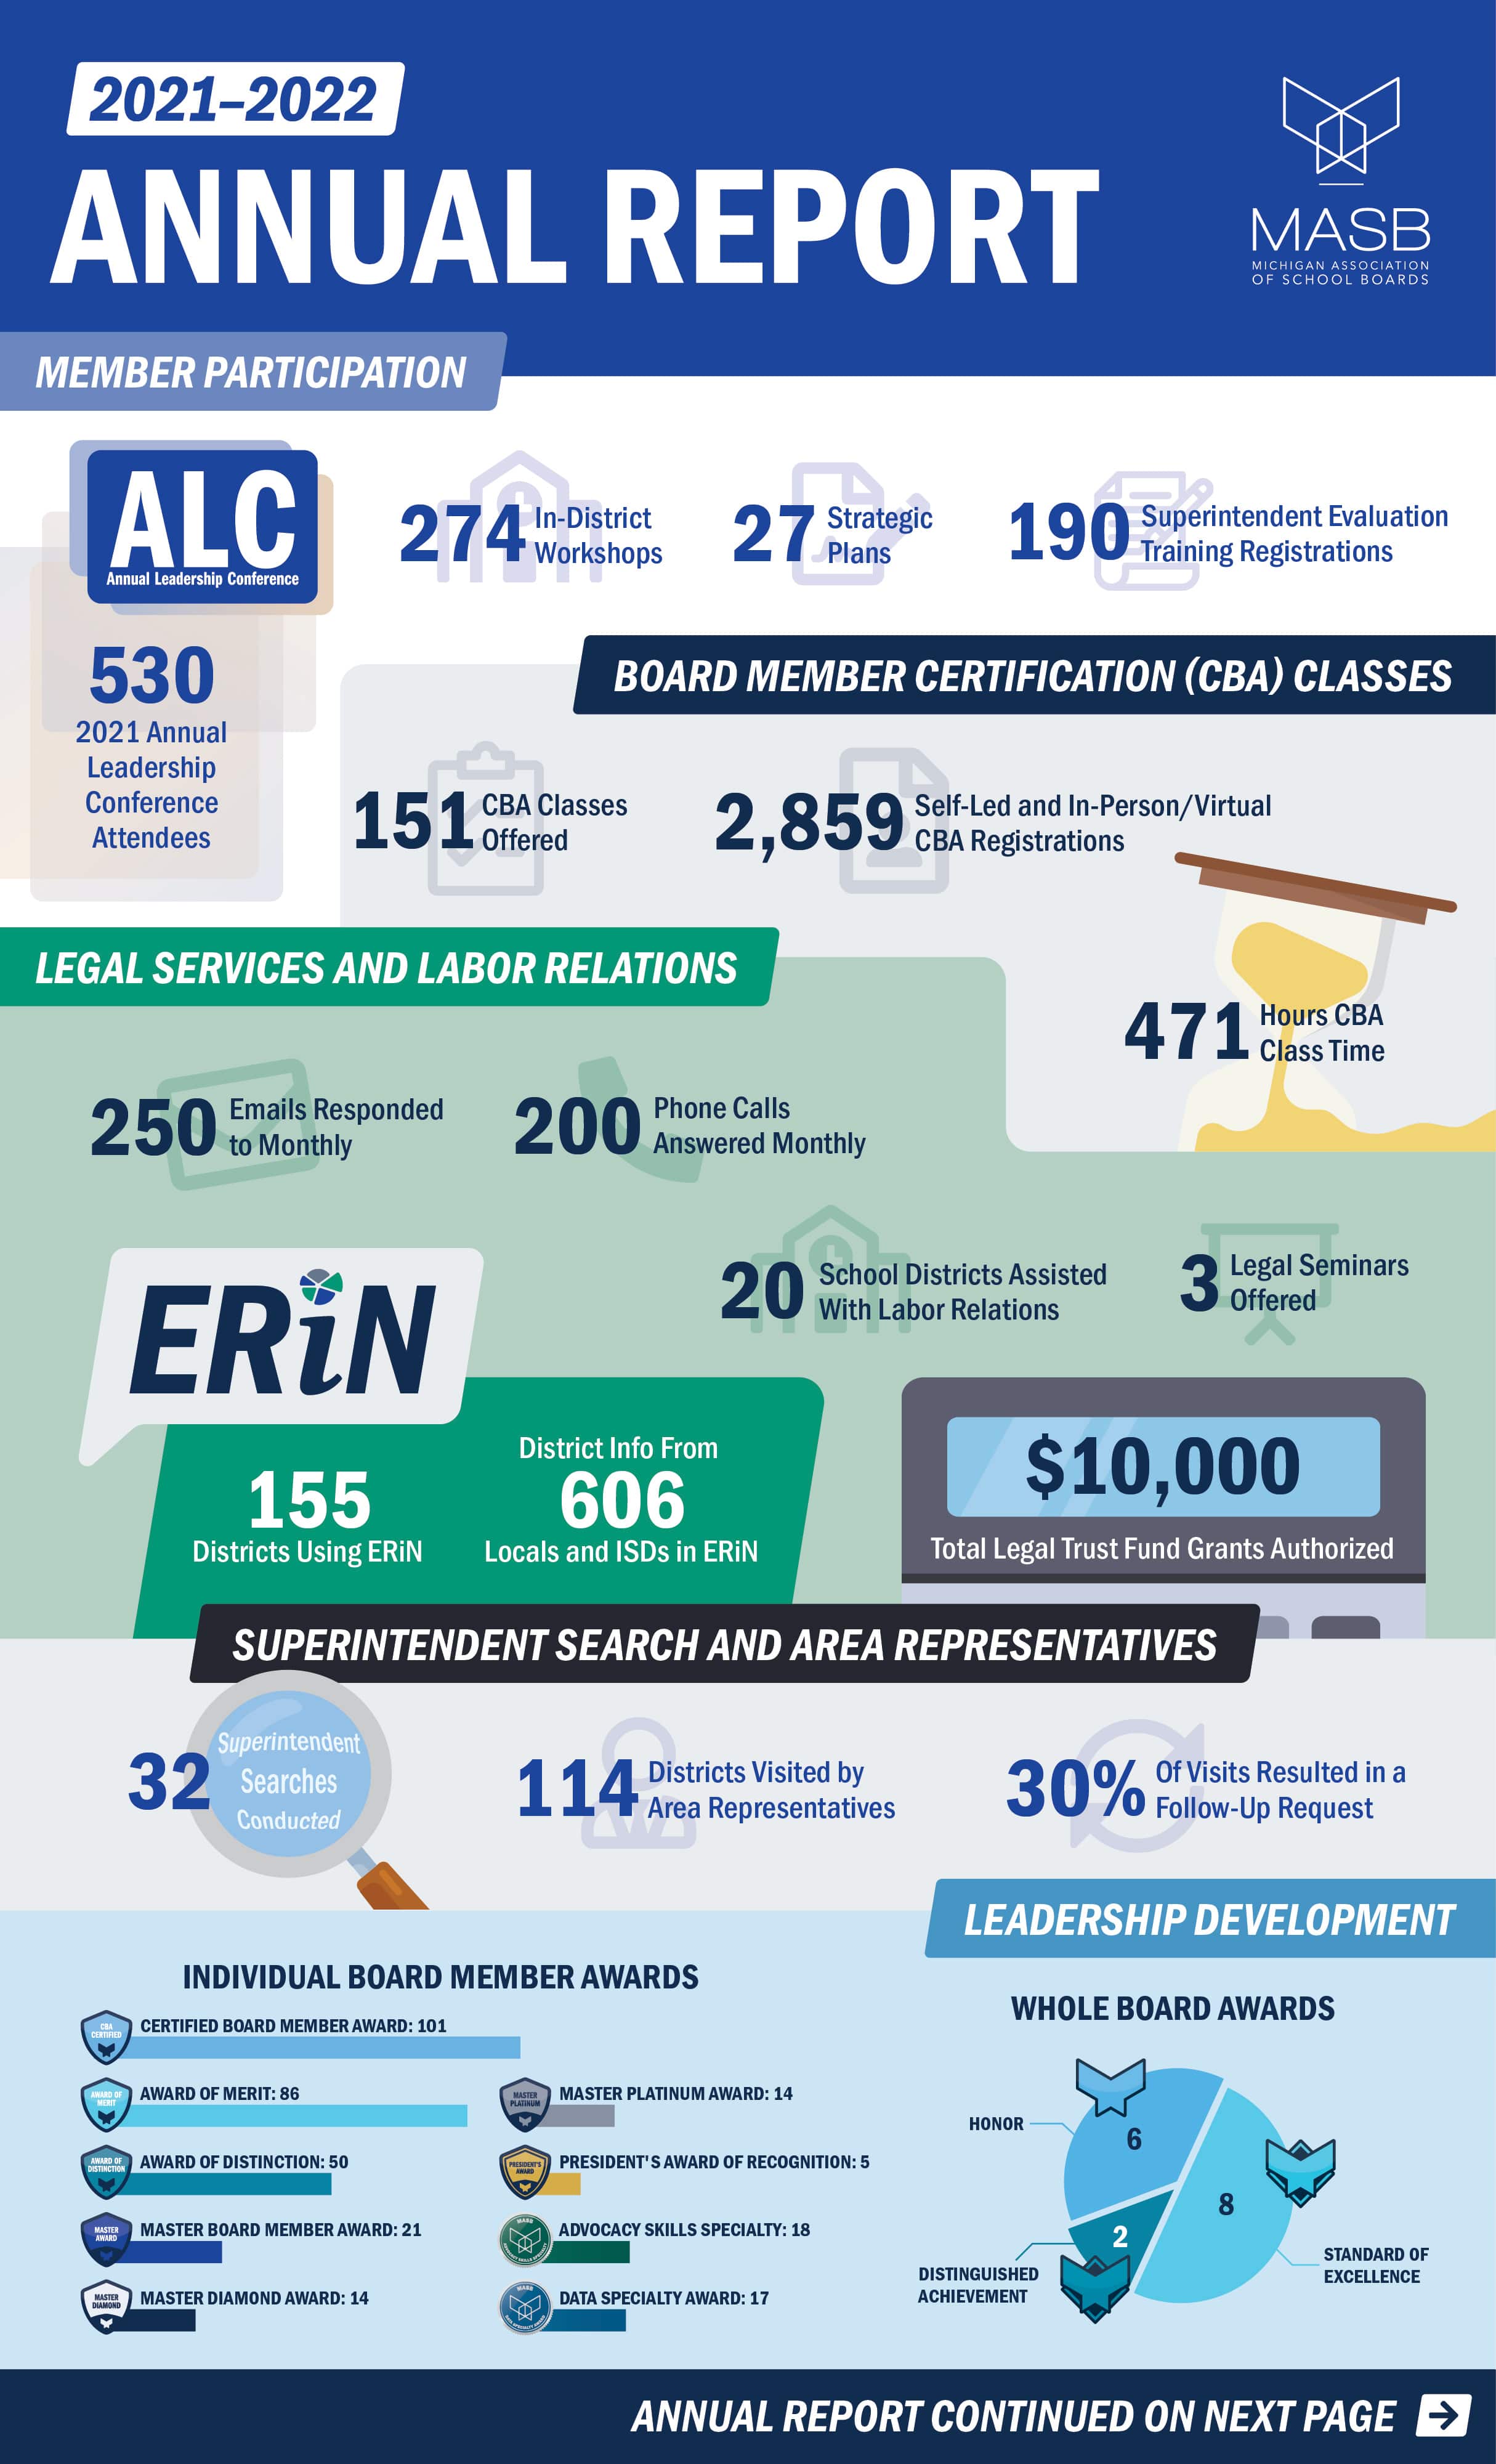 2021–2022
ANNUAL REPORT
MASB
MICHIGAN ASSOCIATION
OF SCHOOL BOARDS
MEMBER PARTICIPATION
ALC
Annual Leadership Conference
530
2021 Annual
Leadership
Conference
Attendees
274 In-District
Workshops
27 Strategic
Plans
190 Superintendent Evaluation
Training Registrations
BOARD MEMBER CERTIFICATION (CBA) CLASSES
151 CBA Classes
Offered
2,859 Self-Led and In-Person/Virtual
CBA Registrations
471 Hours CBA
Class Time
LEGAL SERVICES AND LABOR RELATIONS
250 Emails Responded
to Monthly
200 Phone Calls
Answered Monthly
20 School Districts Assisted
With Labor Relations
3 Legal Seminars
Offered
ERiN
155
Districts Using ERiN
District Info From
606
Locals and ISDs in ERiN
$10,000
Total Legal Trust Fund Grants Authorized
SUPERINTENDENT SEARCH AND AREA REPRESENTATIVES
32 Superintendent
Searches
Conducted
114 Districts Visited by
Area Representatives
30% Of Visits Resulted in a
Follow-Up Request
LEADERSHIP DEVELOPMENT
INDIVIDUAL BOARD MEMBER AWARDS
CBA
CERTIFIED
CERTIFIED BOARD MEMBER AWARD: 101
AWARD OF
MERIT
AWARD OF MERIT: 86
AWARD OF
DISTINCTION
AWARD OF DISTINCTION: 50
MASTER
AWARD
MASTER BOARD MEMBER AWARD: 21
MASTER
DIAMOND
MASTER DIAMOND AWARD: 14
MASTER
PLATINUM
MASTER PLATINUM AWARD: 14
PRESIDENT'S
AWARD
PRESIDENT'S AWARD OF RECOGNITION: 5
MASB
ADVOCACY SKILLS SPECIALTY: 18
MASB
DATA SPECIALTY AWARD: 17
WHOLE BOARD AWARDS
HONOR
6
8
2
DISTINGUISHED
ACHIEVEMENT
STANDARD OF
EXCELLENCE
ANNUAL REPORT CONTINUED ON NEXT PAGE